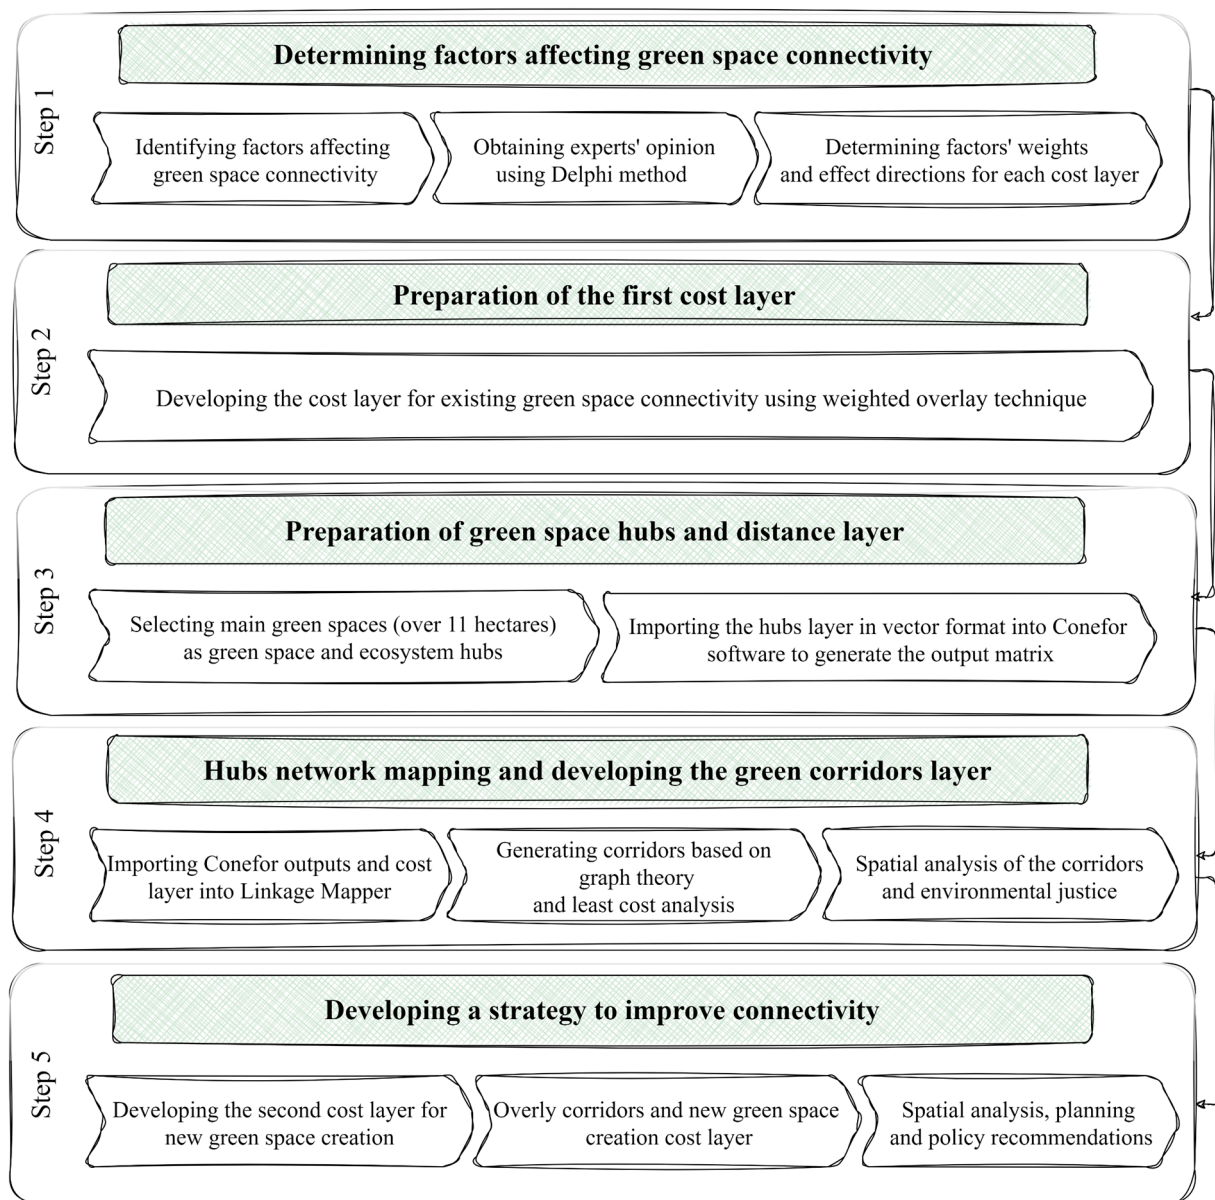 Step 1
Determining factors affecting green space connectivity
Identifying factors affecting
green space connectivity
Obtaining experts' opinion
using Delphi method
Determining factors' weights
and effect directions for each cost layer
Step 2
Preparation of the first cost layer
Developing the cost layer for existing green space connectivity using weighted overlay technique
Step 3
Preparation of green space hubs and distance layer
Selecting main green spaces (over 11 hectares)
as green space and ecosystem hubs
Importing the hubs layer in vector format into Conefor
software to generate the output matrix
Step 4
Hubs network mapping and developing the green corridors layer
Importing Conefor outputs and cost
layer into Linkage Mapper
Generating corridors based on
graph theory
and least cost analysis
Spatial analysis of the corridors
and environmental justice
Step 5
Developing a strategy to improve connectivity
Developing the second cost layer for
new green space creation
Overly corridors and new green space
creation cost layer
Spatial analysis, planning
and policy recommendations